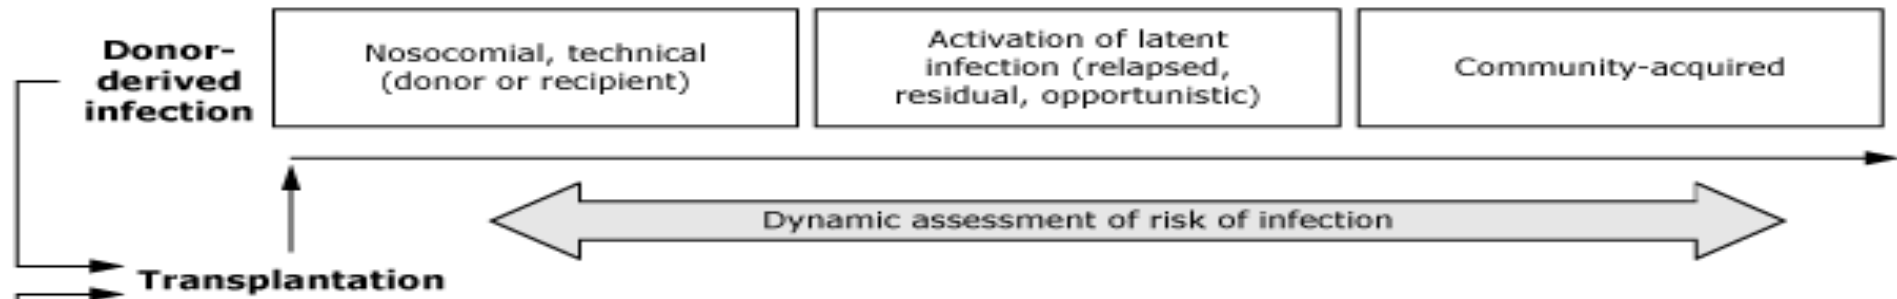 Donor-
derived
infection
Nosocomial, technical
(donor or recipient)
Activation of latent
infection (relapsed,
residual, opportunistic)
Community-acquired
Dynamic assessment of risk of infection
Transplantation